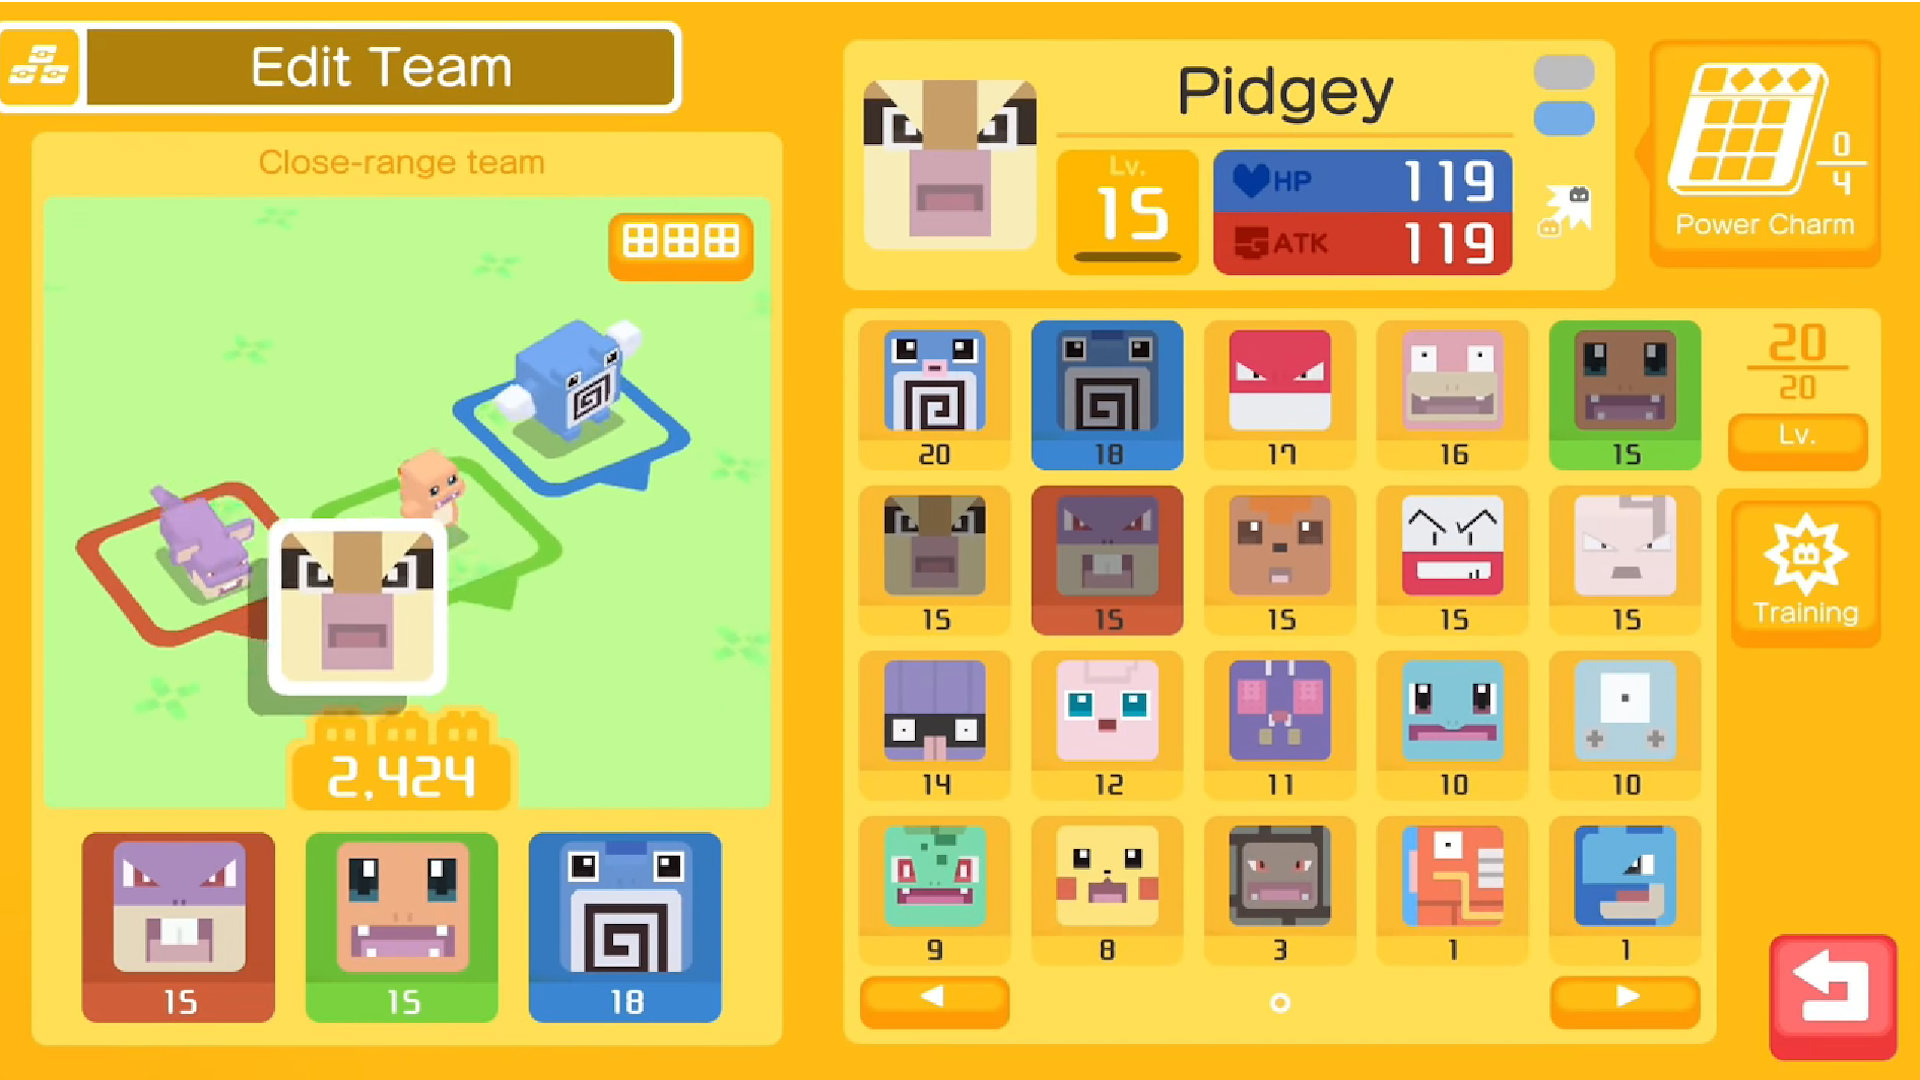 Edit Team
Close-range team
2,424
15
15
18
Pidgey
Lv.
15
HP 119
ATK 119
0
4
Power Charm
20 18 17 16 15
15 15 15 15 15
14 12 11 10 10
9 8 3 1 1
20
20
Lv.
Training